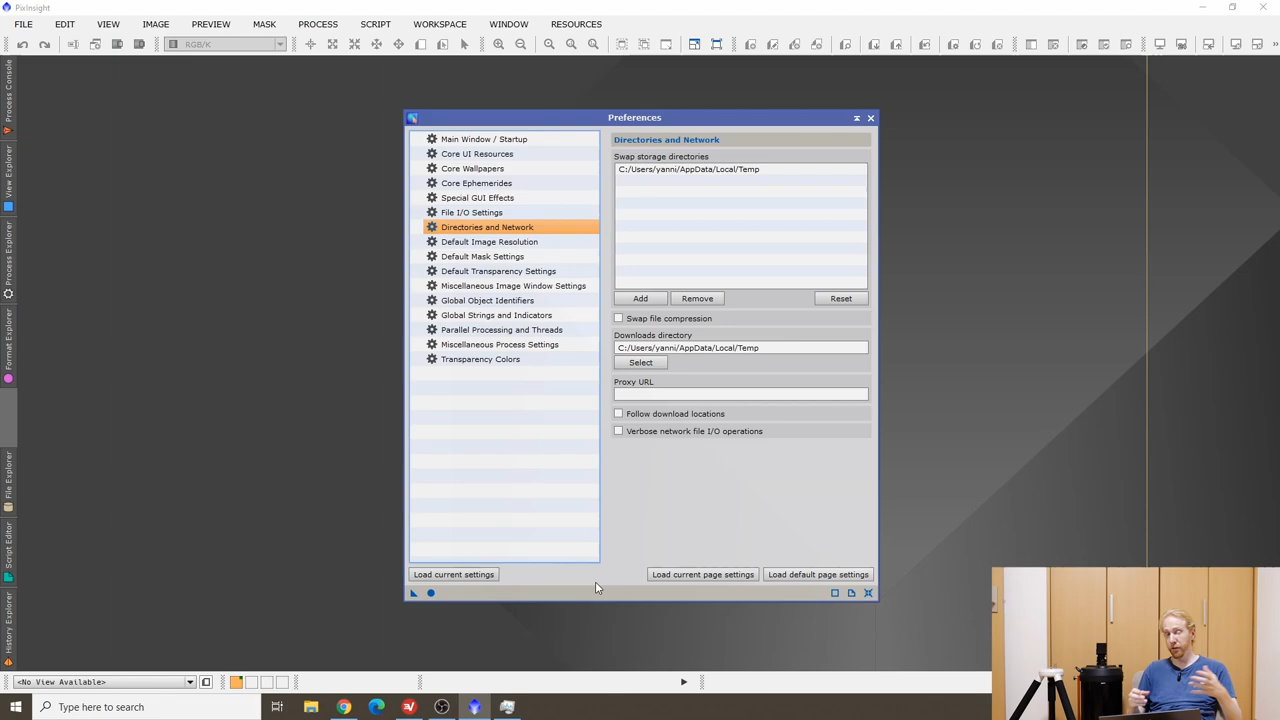 PixInsight
FILE EDIT VIEW IMAGE PREVIEW MASK PROCESS SCRIPT WORKSPACE WINDOW RESOURCES
RGB/K
Process Console
View Explorer
Process Explorer
Format Explorer
File Explorer
Script Editor
History Explorer
Preferences
Main Window / Startup
Core UI Resources
Core Wallpapers
Core Ephemerides
Special GUI Effects
File I/O Settings
Directories and Network
Default Image Resolution
Default Mask Settings
Default Transparency Settings
Miscellaneous Image Window Settings
Global Object Identifiers
Global Strings and Indicators
Parallel Processing and Threads
Miscellaneous Process Settings
Transparency Colors
Directories and Network
Swap storage directories
C:/Users/yanni/AppData/Local/Temp
Add Remove Reset
Swap file compression
Downloads directory
C:/Users/yanni/AppData/Local/Temp
Select
Proxy URL
Follow download locations
Verbose network file I/O operations
Load current settings Load current page settings Load default page settings
<No View Available>
Type here to search